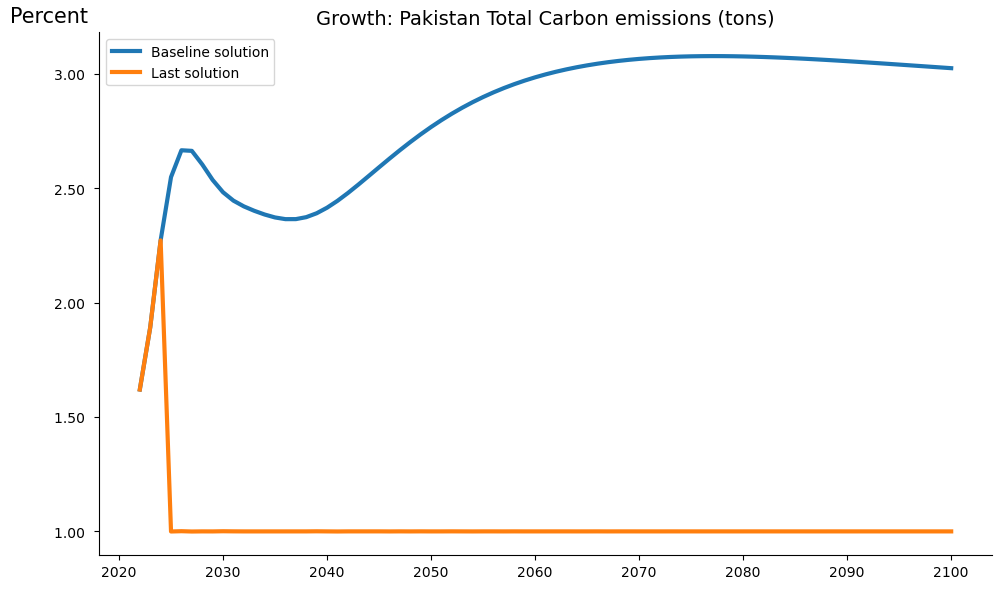 Percent
Growth: Pakistan Total Carbon emissions (tons)
Baseline solution
Last solution
3.00
2.50
2.00
1.50
1.00
2020 2030 2040 2050 2060 2070 2080 2090 2100